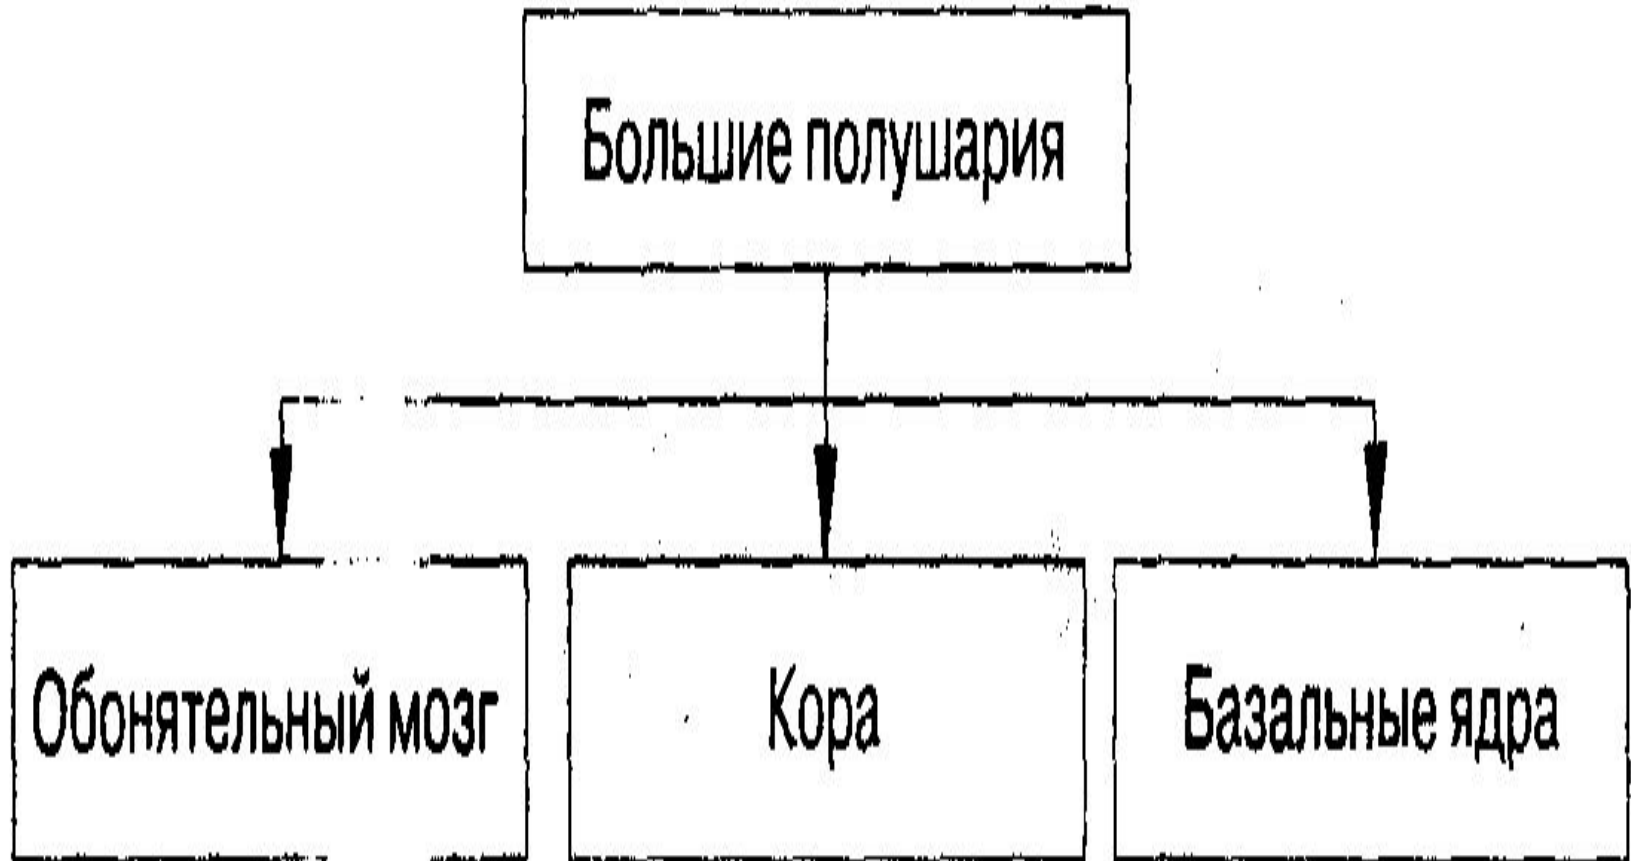 Большие полушария
Обонятельный мозг
Кора
Базальные ядра